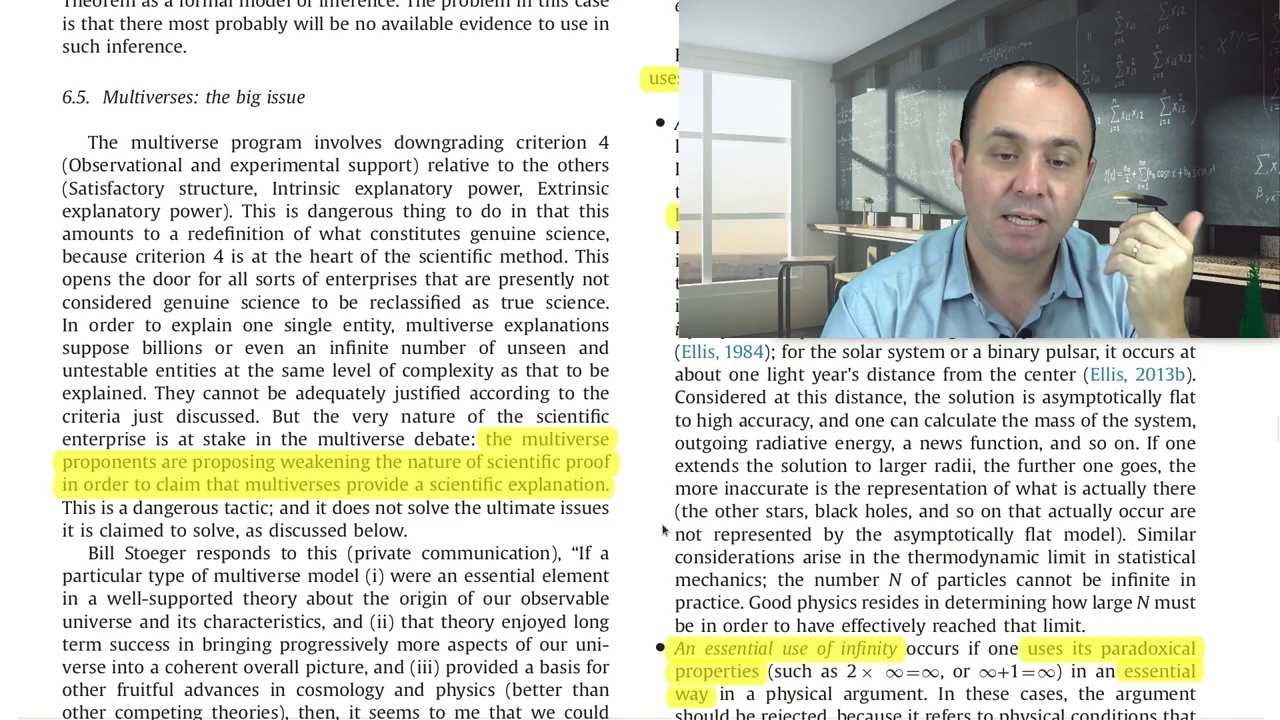 Theorem as a formal model of inference. The problem in this case
is that there most probably will be no available evidence to use in
such inference.
6.5. Multiverses: the big issue
The multiverse program involves downgrading criterion 4
(Observational and experimental support) relative to the others
(Satisfactory structure, Intrinsic explanatory power, Extrinsic
explanatory power). This is dangerous thing to do in that this
amounts to a redefinition of what constitutes genuine science,
because criterion 4 is at the heart of the scientific method. This
opens the door for all sorts of enterprises that are presently not
considered genuine science to be reclassified as true science.
In order to explain one single entity, multiverse explanations
suppose billions or even an infinite number of unseen and
untestable entities at the same level of complexity as that to be
explained. They cannot be adequately justified according to the
criteria just discussed. But the very nature of the scientific
enterprise is at stake in the multiverse debate: the multiverse
proponents are proposing weakening the nature of scientific proof
in order to claim that multiverses provide a scientific explanation.
This is a dangerous tactic; and it does not solve the ultimate issues
it is claimed to solve, as discussed below.
Bill Stoeger responds to this (private communication), “If a
particular type of multiverse model (i) were an essential element
in a well-supported theory about the origin of our observable
universe and its characteristics, and (ii) that theory enjoyed long
term success in bringing progressively more aspects of our uni-
verse into a coherent overall picture, and (iii) provided a basis for
other fruitful advances in cosmology and physics (better than
other competing theories), then, it seems to me that we could
uses
(Ellis, 1984); for the solar system or a binary pulsar, it occurs at
about one light year's distance from the center (Ellis, 2013b).
Considered at this distance, the solution is asymptotically flat
to high accuracy, and one can calculate the mass of the system,
outgoing radiative energy, a news function, and so on. If one
extends the solution to larger radii, the further one goes, the
more inaccurate is the representation of what is actually there
(the other stars, black holes, and so on that actually occur are
not represented by the asymptotically flat model). Similar
considerations arise in the thermodynamic limit in statistical
mechanics; the number N of particles cannot be infinite in
practice. Good physics resides in determining how large N must
be in order to have effectively reached that limit.
• An essential use of infinity occurs if one uses its paradoxical
properties (such as 2 × ∞=∞, or ∞+1=∞) in an essential
way in a physical argument. In these cases, the argument
should be rejected, because it refers to physical conditions that